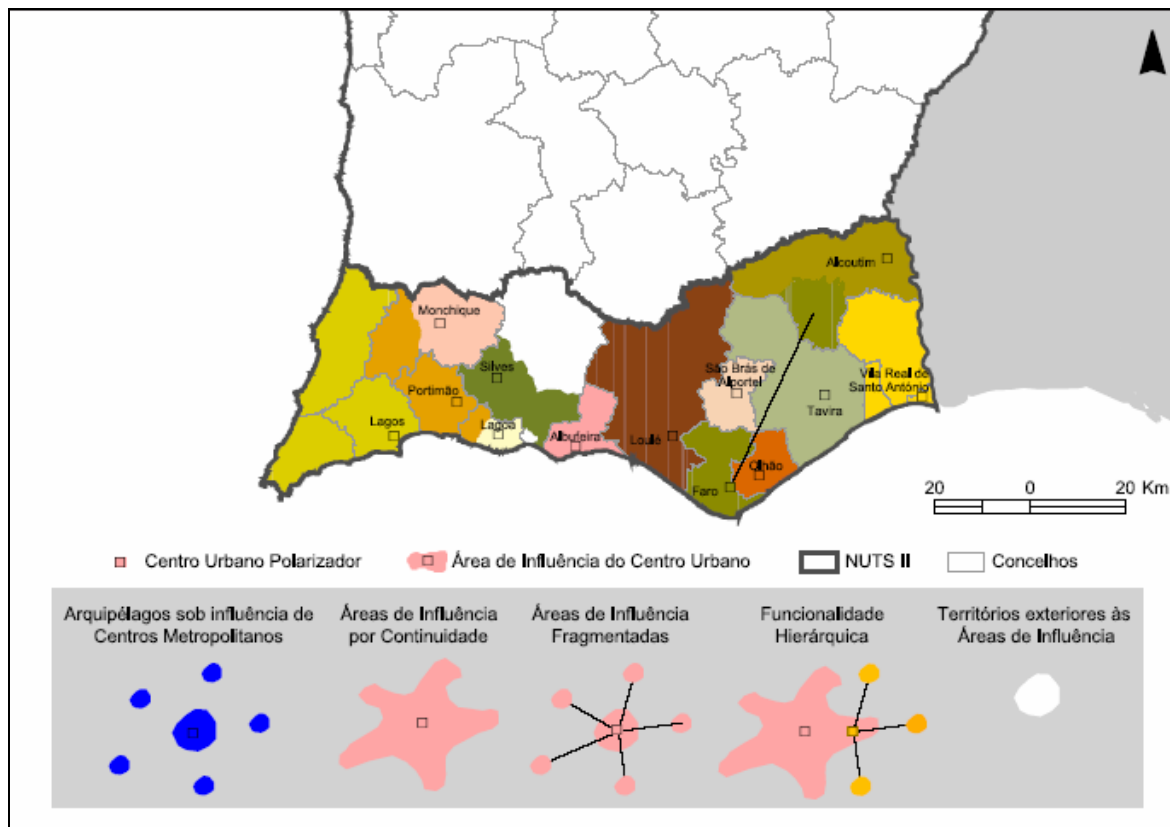 Alcoutim
Monchique
Silves
São Brás de
Alportel
Vila Real de
Santo António
Portimão
Tavira
Lagos
Lagoa
Albufeira
Loulé
Olhão
Faro
20 0 20 Km
Centro Urbano Polarizador
Área de Influência do Centro Urbano
NUTS II
Concelhos
Arquipélagos sob influência de
Centros Metropolitanos
Áreas de Influência
por Continuidade
Áreas de Influência
Fragmentadas
Funcionalidade
Hierárquica
Territórios exteriores às
Áreas de Influência